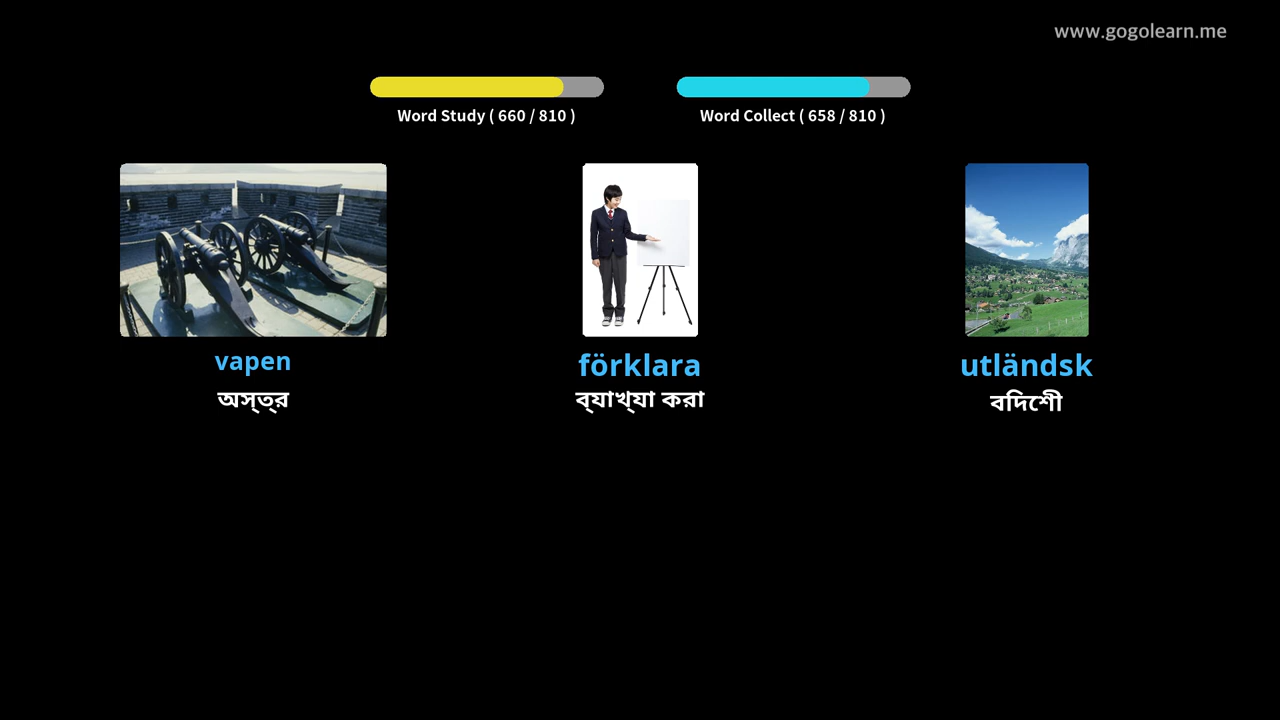 www.gogolearn.me
Word Study ( 660 / 810 )
Word Collect ( 658 / 810 )
vapen
förklara
utländsk
অস্ত্র
ব্যাখ্যা করা
বিদেশী